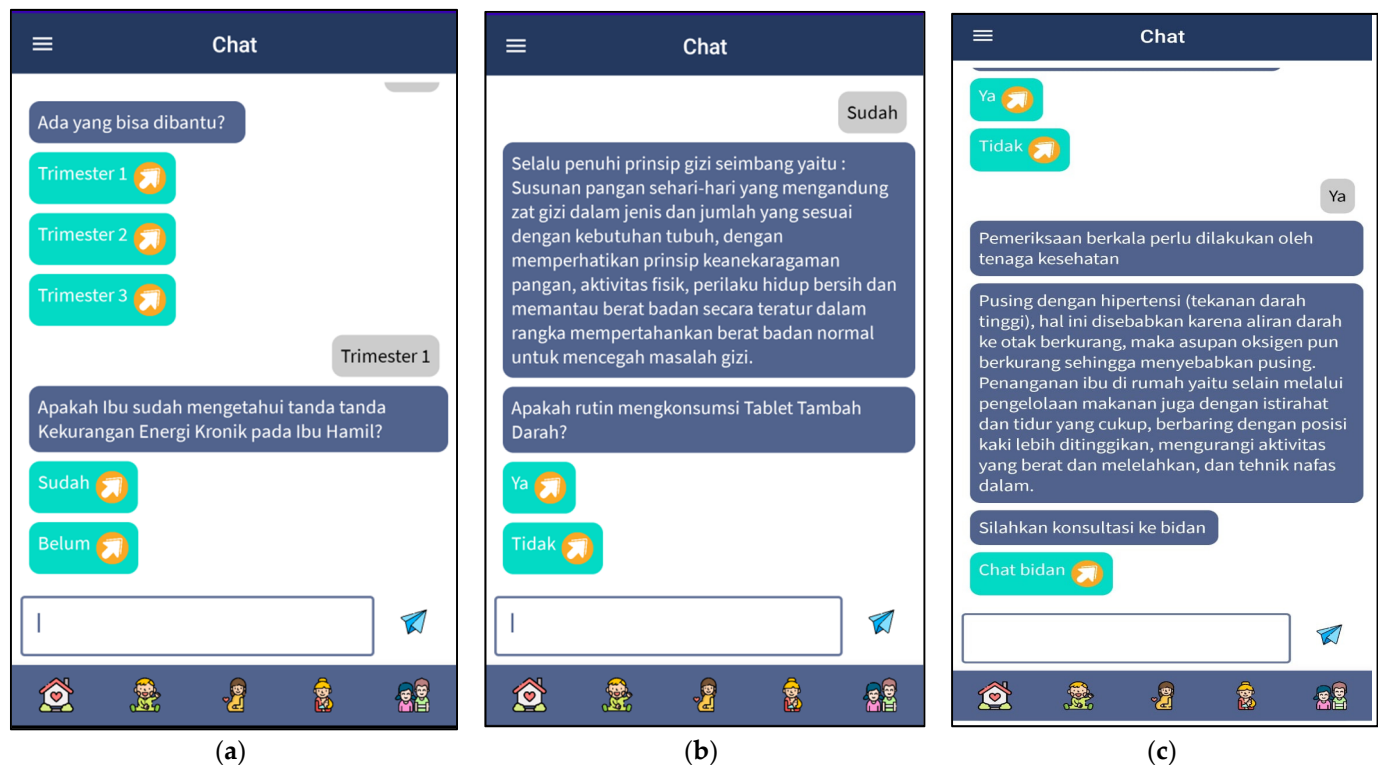 Chat
Ada yang bisa dibantu?
Trimester 1
Trimester 2
Trimester 3
Trimester 1
Apakah Ibu sudah mengetahui tanda tanda
Kekurangan Energi Kronik pada Ibu Hamil?
Sudah
Belum
(a)
Chat
Sudah
Selalu penuhi prinsip gizi seimbang yaitu :
Susunan pangan sehari-hari yang mengandung
zat gizi dalam jenis dan jumlah yang sesuai
dengan kebutuhan tubuh, dengan
memperhatikan prinsip keanekaragaman
pangan, aktivitas fisik, perilaku hidup bersih dan
memantau berat badan secara teratur dalam
rangka mempertahankan berat badan normal
untuk mencegah masalah gizi.
Apakah rutin mengkonsumsi Tablet Tambah
Darah?
Ya
Tidak
(b)
Chat
Ya
Tidak
Ya
Pemeriksaan berkala perlu dilakukan oleh
tenaga kesehatan
Pusing dengan hipertensi (tekanan darah
tinggi), hal ini disebabkan karena aliran darah
ke otak berkurang, maka asupan oksigen pun
berkurang sehingga menyebabkan pusing.
Penanganan ibu di rumah yaitu selain melalui
pengelolaan makanan juga dengan istirahat
dan tidur yang cukup, berbaring dengan posisi
kaki lebih ditinggikan, mengurangi aktivitas
yang berat dan melelahkan, dan tehnik nafas
dalam.
Silahkan konsultasi ke bidan
Chat bidan
(c)